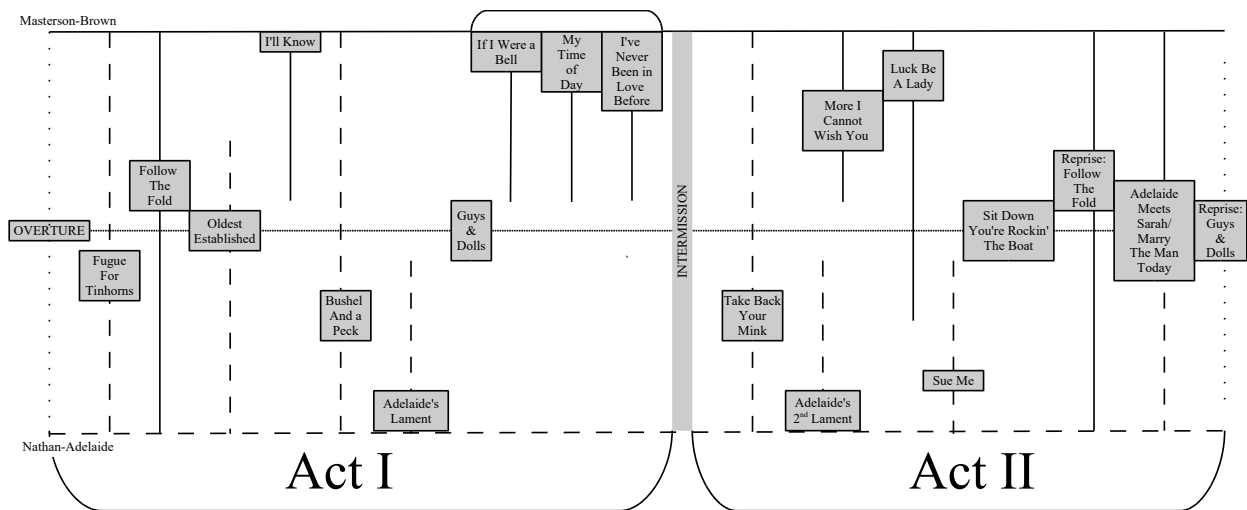 Masterson-Brown
OVERTURE
Fugue
For
Tinhorns
Follow
The
Fold
Oldest
Established
I'll Know
Bushel
And a
Peck
Adelaide's
Lament
Guys
&
Dolls
If I Were a
Bell
My
Time
of
Day
I've
Never
Been in
Love
Before
INTERMISSION
Take Back
Your
Mink
Adelaide's
2nd Lament
More I
Cannot
Wish You
Luck Be
A Lady
Sue Me
Sit Down
You're Rockin'
The Boat
Reprise:
Follow
The
Fold
Adelaide
Meets
Sarah/
Marry
The Man
Today
Reprise:
Guys
&
Dolls
Nathan-Adelaide
Act I
Act II